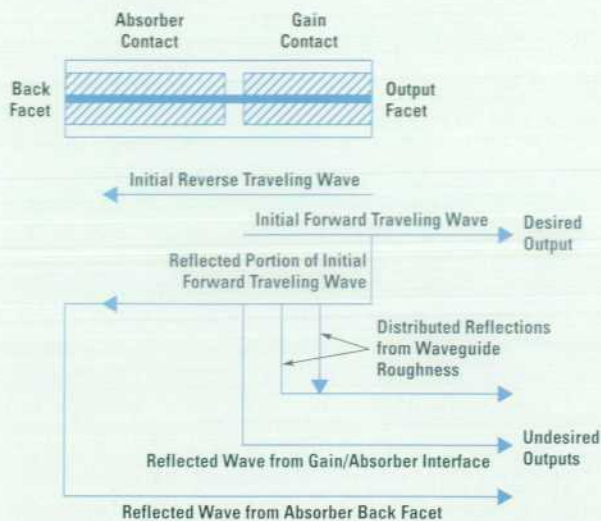 Absorber
Contact
Gain
Contact
Back
Facet
Output
Facet
Initial Reverse Traveling Wave
Initial Forward Traveling Wave
Desired
Output
Reflected Portion of Initial
Forward Traveling Wave
Distributed Reflections
from Waveguide
Roughness
Reflected Wave from Gain/Absorber Interface
Undesired
Outputs
Reflected Wave from Absorber Back Facet